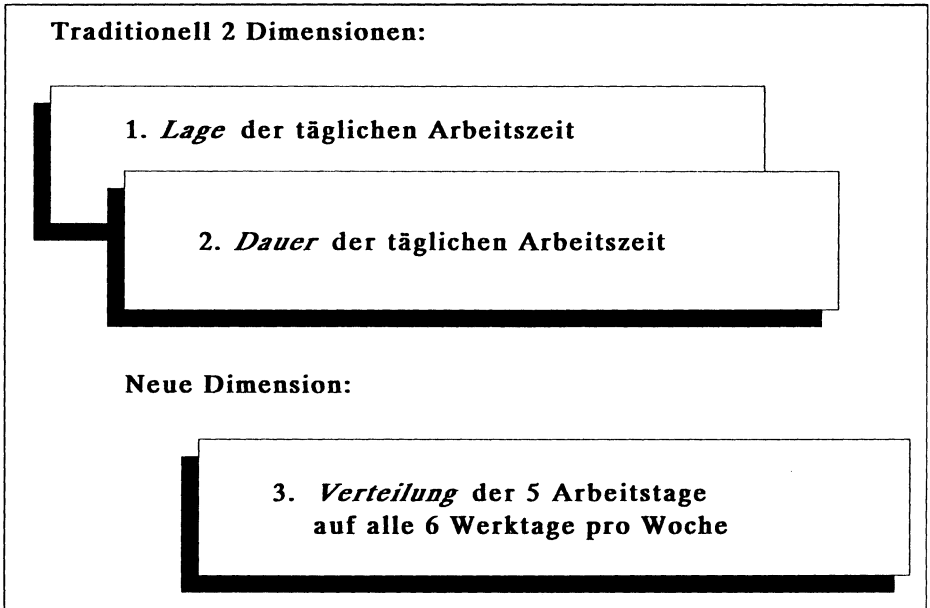 Traditionell 2 Dimensionen:
1. Lage der täglichen Arbeitszeit
2. Dauer der täglichen Arbeitszeit
Neue Dimension:
3. Verteilung der 5 Arbeitstage
auf alle 6 Werktage pro Woche